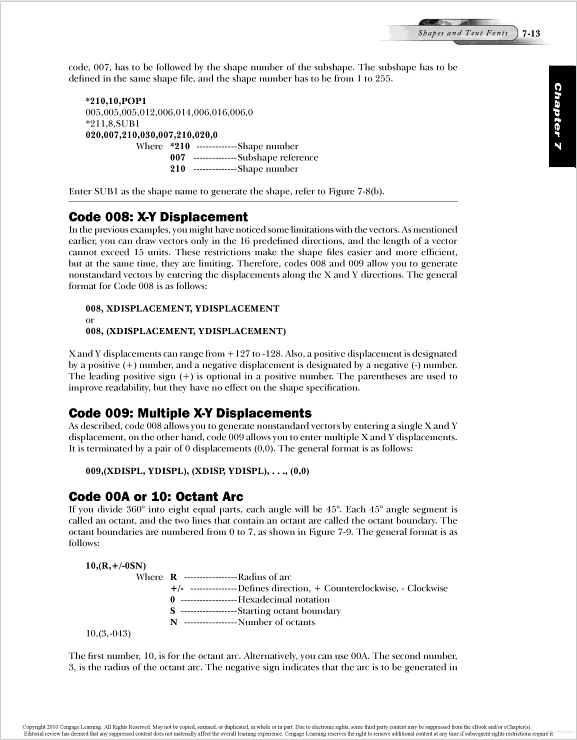 Shapes and Text Fonts 7-13
Chapter 7
code, 007, has to be followed by the shape number of the subshape. The subshape has to be
defined in the same shape file, and the shape number has to be from 1 to 255.
*210,10,POP1
005,005,005,012,006,014,006,016,006,0
*211,8,SUB1
020,007,210,030,007,210,020,0
Where *210 -------------Shape number
007 --------------Subshape reference
210 --------------Shape number
Enter SUB1 as the shape name to generate the shape, refer to Figure 7-8(b).
Code 008: X-Y Displacement
In the previous examples, you might have noticed some limitations with the vectors. As mentioned
earlier, you can draw vectors only in the 16 predefined directions, and the length of a vector
cannot exceed 15 units. These restrictions make the shape files easier and more efficient,
but at the same time, they are limiting. Therefore, codes 008 and 009 allow you to generate
nonstandard vectors by entering the displacements along the X and Y directions. The general
format for Code 008 is as follows:
008, XDISPLACEMENT, YDISPLACEMENT
or
008, (XDISPLACEMENT, YDISPLACEMENT)
X and Y displacements can range from +127 to -128. Also, a positive displacement is designated
by a positive (+) number, and a negative displacement is designated by a negative (-) number.
The leading positive sign (+) is optional in a positive number. The parentheses are used to
improve readability, but they have no effect on the shape specification.
Code 009: Multiple X-Y Displacements
As described, code 008 allows you to generate nonstandard vectors by entering a single X and Y
displacement, on the other hand, code 009 allows you to enter multiple X and Y displacements.
It is terminated by a pair of 0 displacements (0,0). The general format is as follows:
009,(XDISPL, YDISPL), (XDISP, YDISPL), . . ., (0,0)
Code 00A or 10: Octant Arc
If you divide 360° into eight equal parts, each angle will be 45°. Each 45° angle segment is
called an octant, and the two lines that contain an octant are called the octant boundary. The
octant boundaries are numbered from 0 to 7, as shown in Figure 7-9. The general format is as
follows:
10,(R,+/-0SN)
Where R -----------------Radius of arc
+/- ---------------Defines direction, + Counterclockwise, - Clockwise
0 ------------------Hexadecimal notation
S ------------------Starting octant boundary
N -----------------Number of octants
10,(3,-043)
The first number, 10, is for the octant arc. Alternatively, you can use 00A. The second number,
3, is the radius of the octant arc. The negative sign indicates that the arc is to be generated in
Copyright 2010 Cengage Learning. All Rights Reserved. May not be copied, scanned, or duplicated, in whole or in part. Due to electronic rights, some third party content may be suppressed from the eBook and/or eChapter(s).
Editorial review has deemed that any suppressed content does not materially affect the overall learning experience. Cengage Learning reserves the right to remove additional content at any time if subsequent rights restrictions require it.